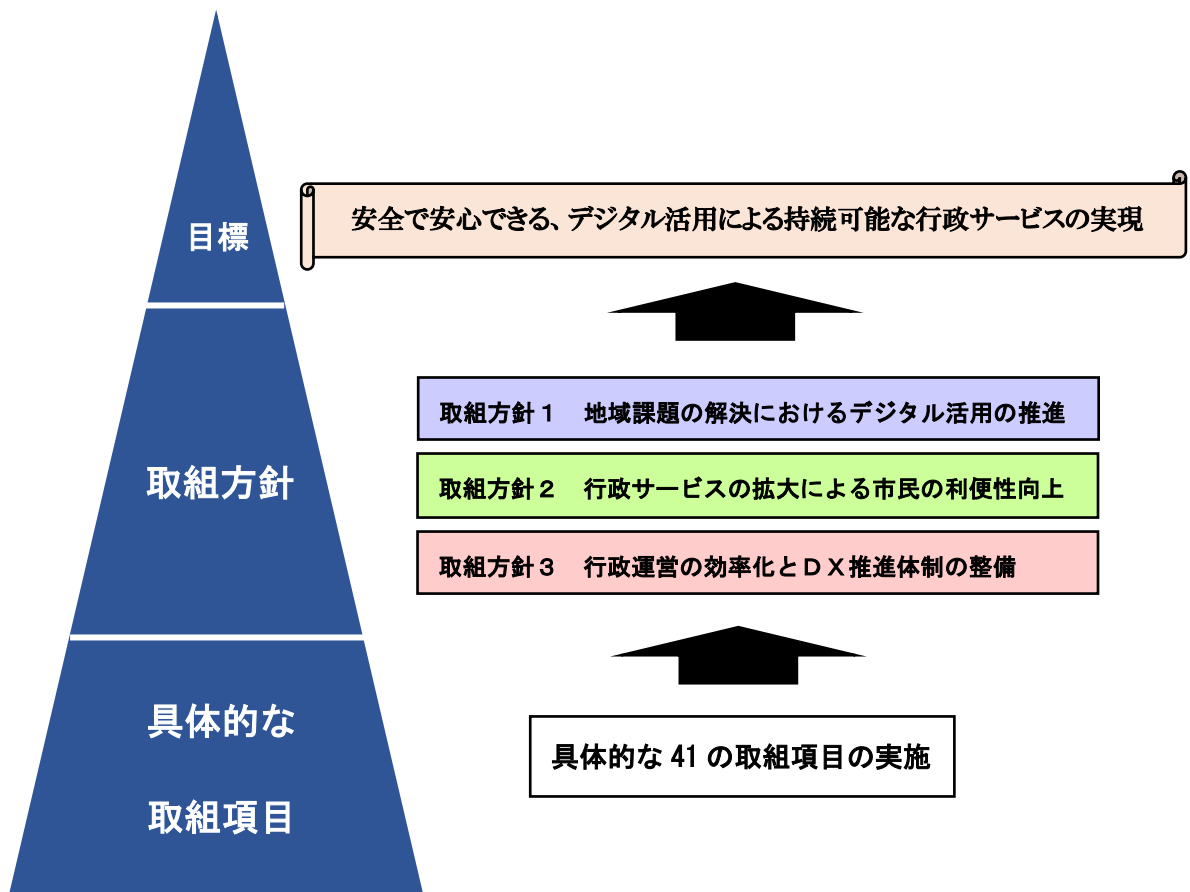 目標
安全で安心できる、デジタル活用による持続可能な行政サービスの実現
取組方針
取組方針１　地域課題の解決におけるデジタル活用の推進
取組方針２　行政サービスの拡大による市民の利便性向上
取組方針３　行政運営の効率化とＤＸ推進体制の整備
具体的な
取組項目
具体的な 41 の取組項目の実施